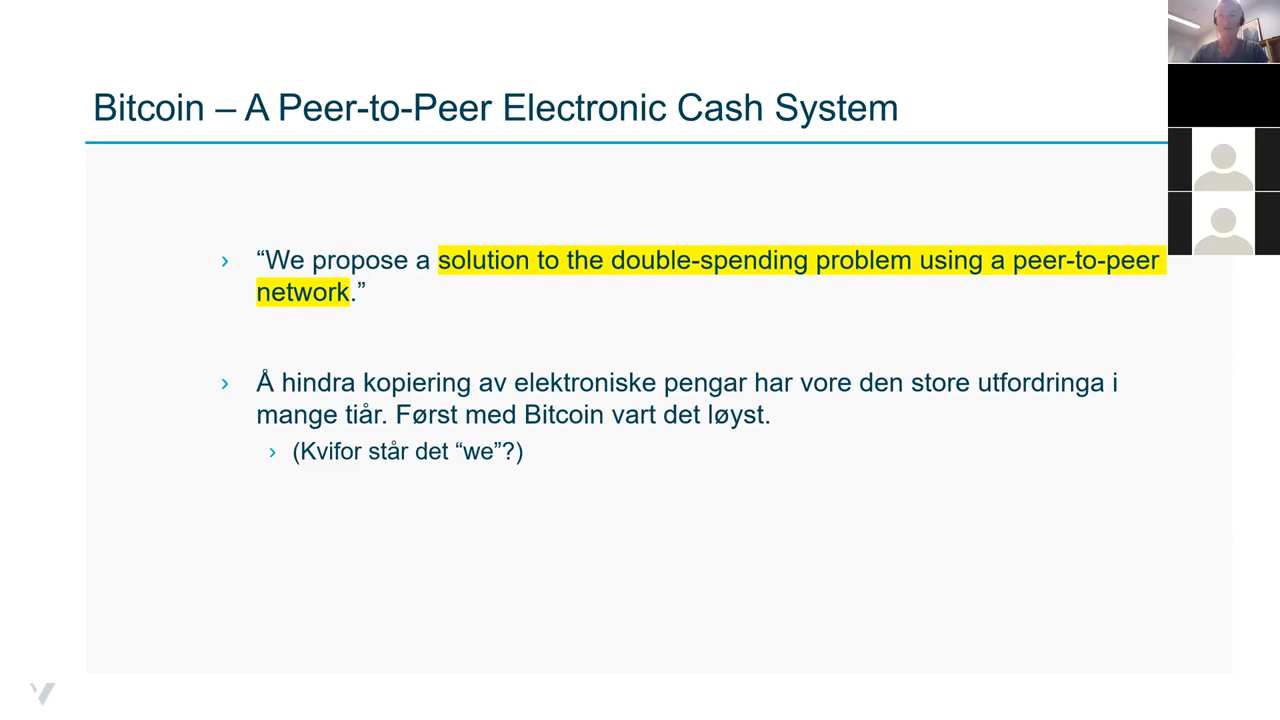 Bitcoin – A Peer-to-Peer Electronic Cash System
› “We propose a solution to the double-spending problem using a peer-to-peer
network.”
› Å hindra kopiering av elektroniske pengar har vore den store utfordringa i
mange tiår. Først med Bitcoin vart det løyst.
› (Kvifor står det “we”?)